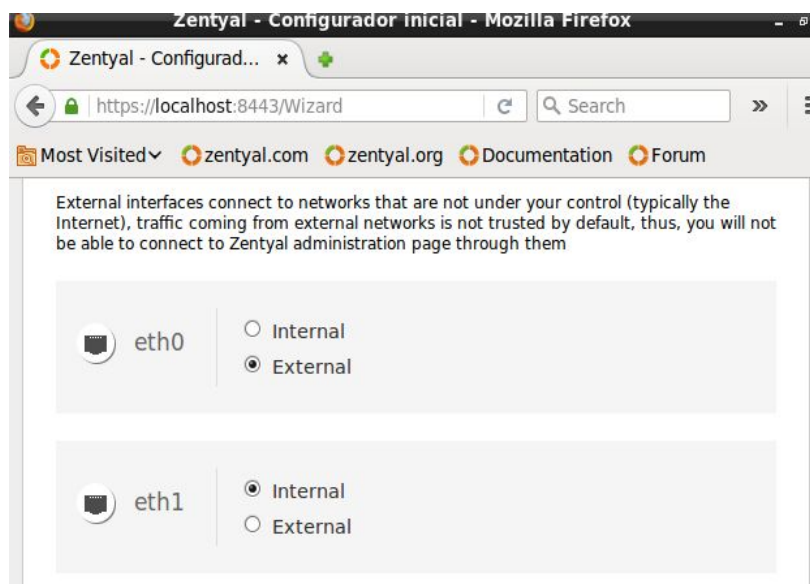 Zentyal - Configurador inicial - Mozilla Firefox
Zentyal - Configurad...
https://localhost:8443/Wizard
Search
Most Visited zentyal.com zentyal.org Documentation Forum
External interfaces connect to networks that are not under your control (typically the
Internet), traffic coming from external networks is not trusted by default, thus, you will not
be able to connect to Zentyal administration page through them
eth0
Internal
External
eth1
Internal
External